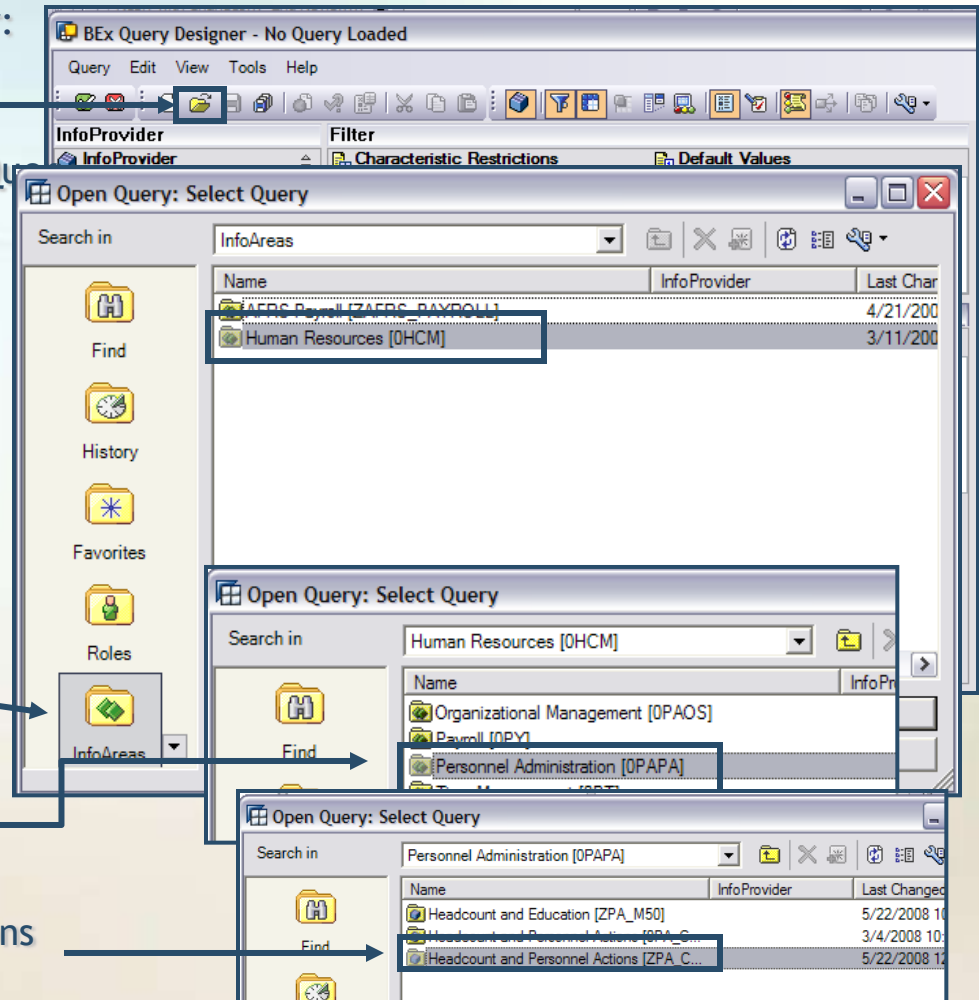 :
BEx Query Designer - No Query Loaded
Query Edit View Tools Help
InfoProvider Filter
InfoProvider Characteristic Restrictions Default Values
Open Query: Select Query
Search in InfoAreas
Name InfoProvider Last Char
AFRS Payroll [ZAFRS_PAYROLL] 4/21/200
Human Resources [0HCM] 3/11/200
Find
History
Favorites
Roles
InfoAreas
Open Query: Select Query
Search in Human Resources [0HCM]
Name InfoPr
Organizational Management [0PAOS]
Payroll [0PY]
Personnel Administration [0PAPA]
Find
Open Query: Select Query
Search in Personnel Administration [0PAPA]
Name InfoProvider Last Changed
Headcount and Education [ZPA_M50] 5/22/2008 10
Headcount and Personnel Actions [0PA_C... 3/4/2008 10:
Headcount and Personnel Actions [ZPA_C... 5/22/2008 12
Find
ns